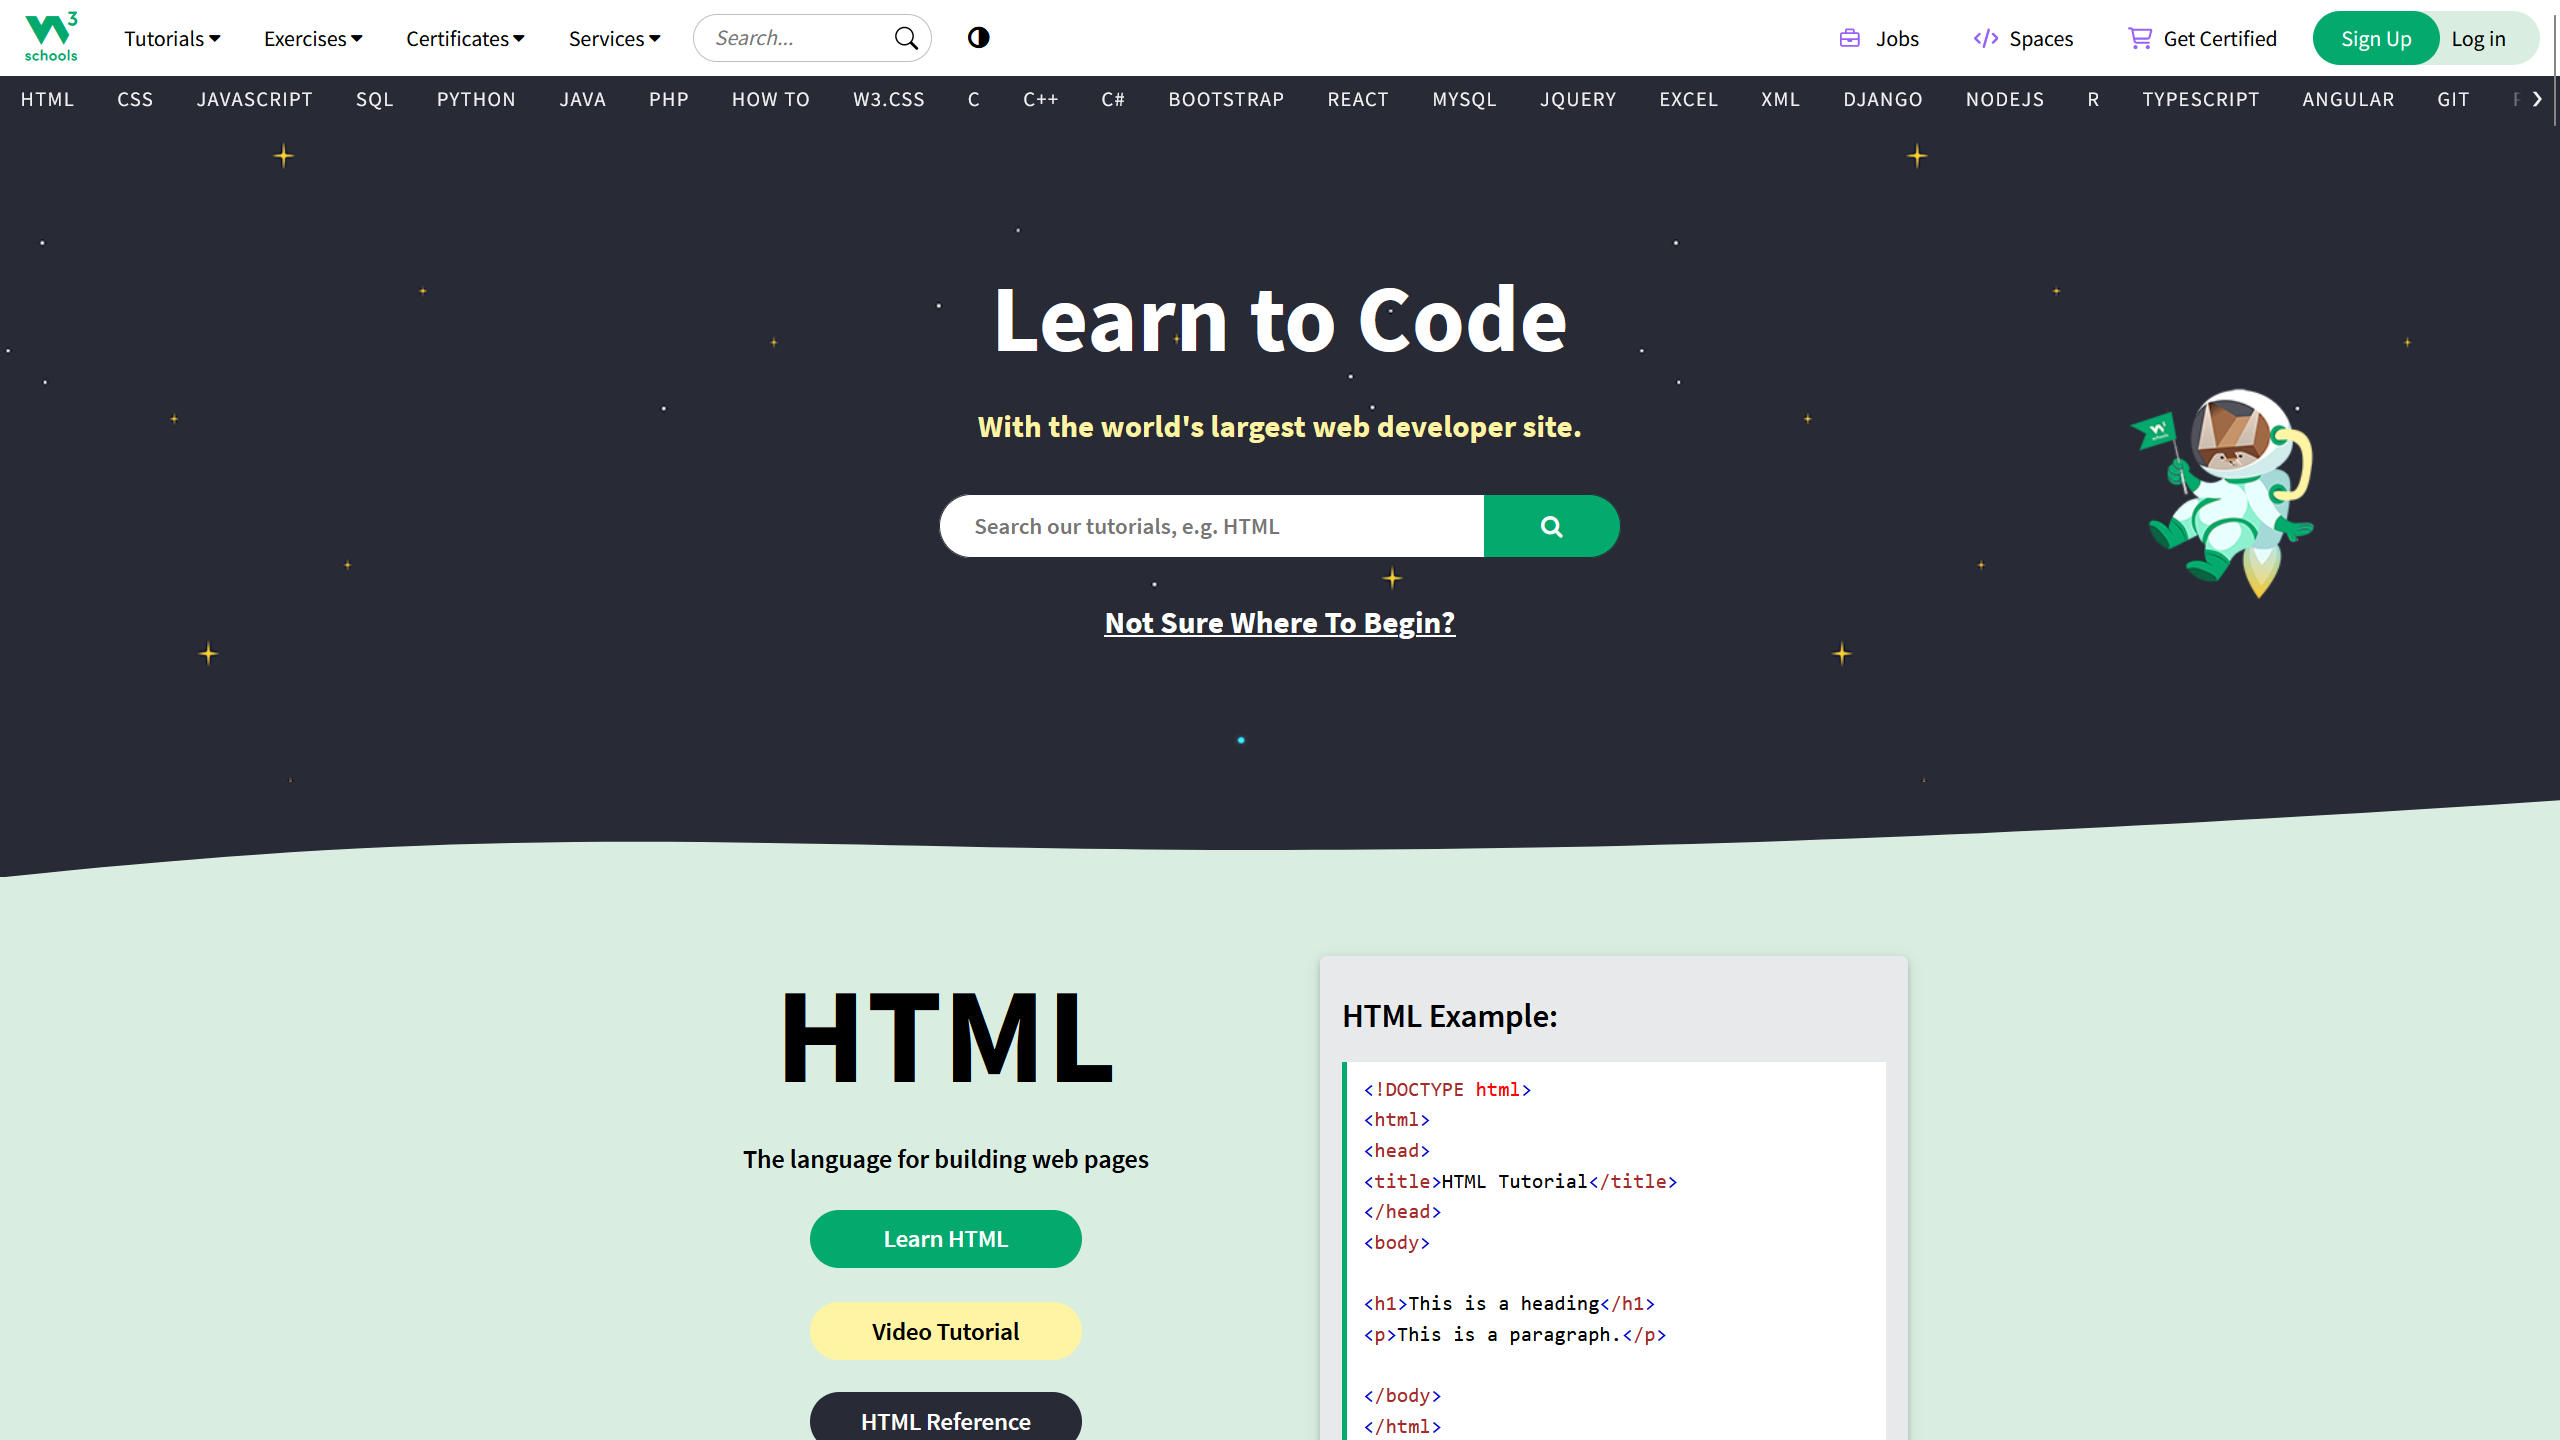 W3 schools
Tutorials Exercises Certificates Services Search... Jobs Spaces Get Certified Sign Up Log in
HTML CSS JAVASCRIPT SQL PYTHON JAVA PHP HOW TO W3.CSS C C++ C# BOOTSTRAP REACT MYSQL JQUERY EXCEL XML DJANGO NODEJS R TYPESCRIPT ANGULAR GIT
Learn to Code
With the world's largest web developer site.
Search our tutorials, e.g. HTML
Not Sure Where To Begin?
HTML
The language for building web pages
Learn HTML
Video Tutorial
HTML Reference
HTML Example:
<!DOCTYPE html>
<html>
<head>
<title>HTML Tutorial</title>
</head>
<body>
<h1>This is a heading</h1>
<p>This is a paragraph.</p>
</body>
</html>